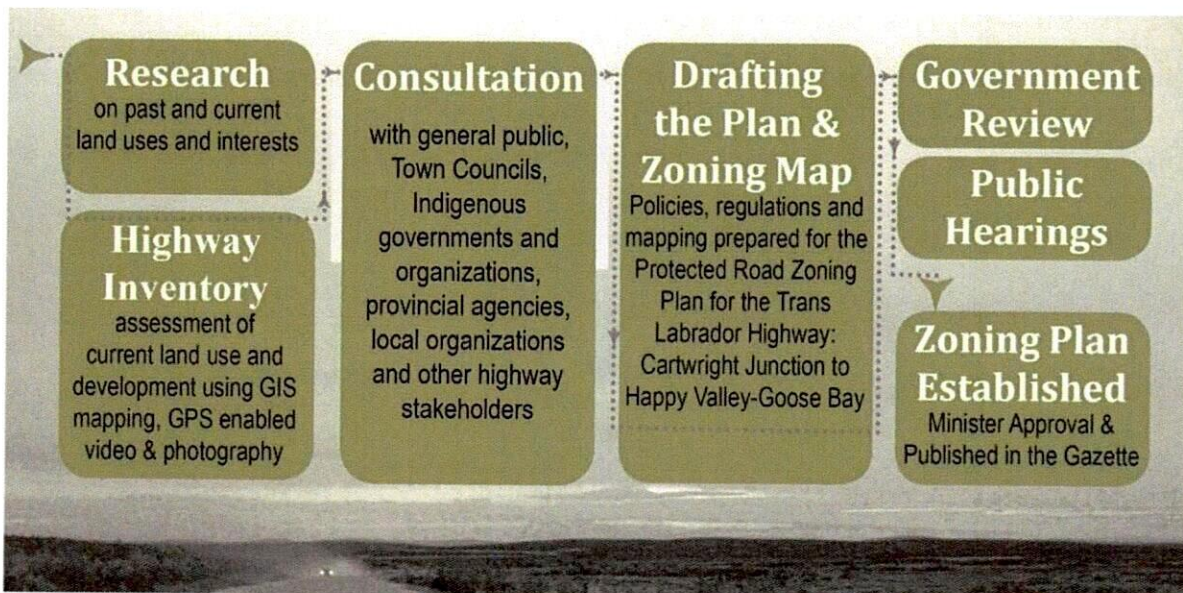 Research
on past and current
land uses and interests
Highway
Inventory
assessment of
current land use and
development using GIS
mapping, GPS enabled
video & photography
Consultation
with general public,
Town Councils,
Indigenous
governments and
organizations,
provincial agencies,
local organizations
and other highway
stakeholders
Drafting
the Plan &
Zoning Map
Policies, regulations and
mapping prepared for the
Protected Road Zoning
Plan for the Trans
Labrador Highway:
Cartwright Junction to
Happy Valley-Goose Bay
Government
Review
Public
Hearings
Zoning Plan
Established
Minister Approval &
Published in the Gazette